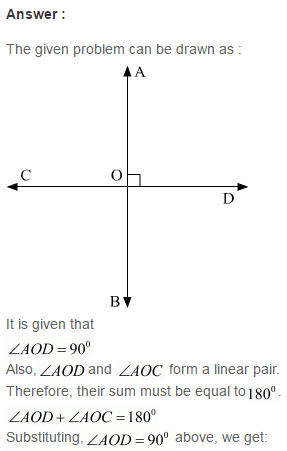 Answer :
The given problem can be drawn as :
A
C
O
D
B
It is given that
∠AOD = 90⁰
Also, ∠AOD and ∠AOC form a linear pair.
Therefore, their sum must be equal to 180⁰.
∠AOD + ∠AOC = 180⁰
Substituting, ∠AOD = 90⁰ above, we get: